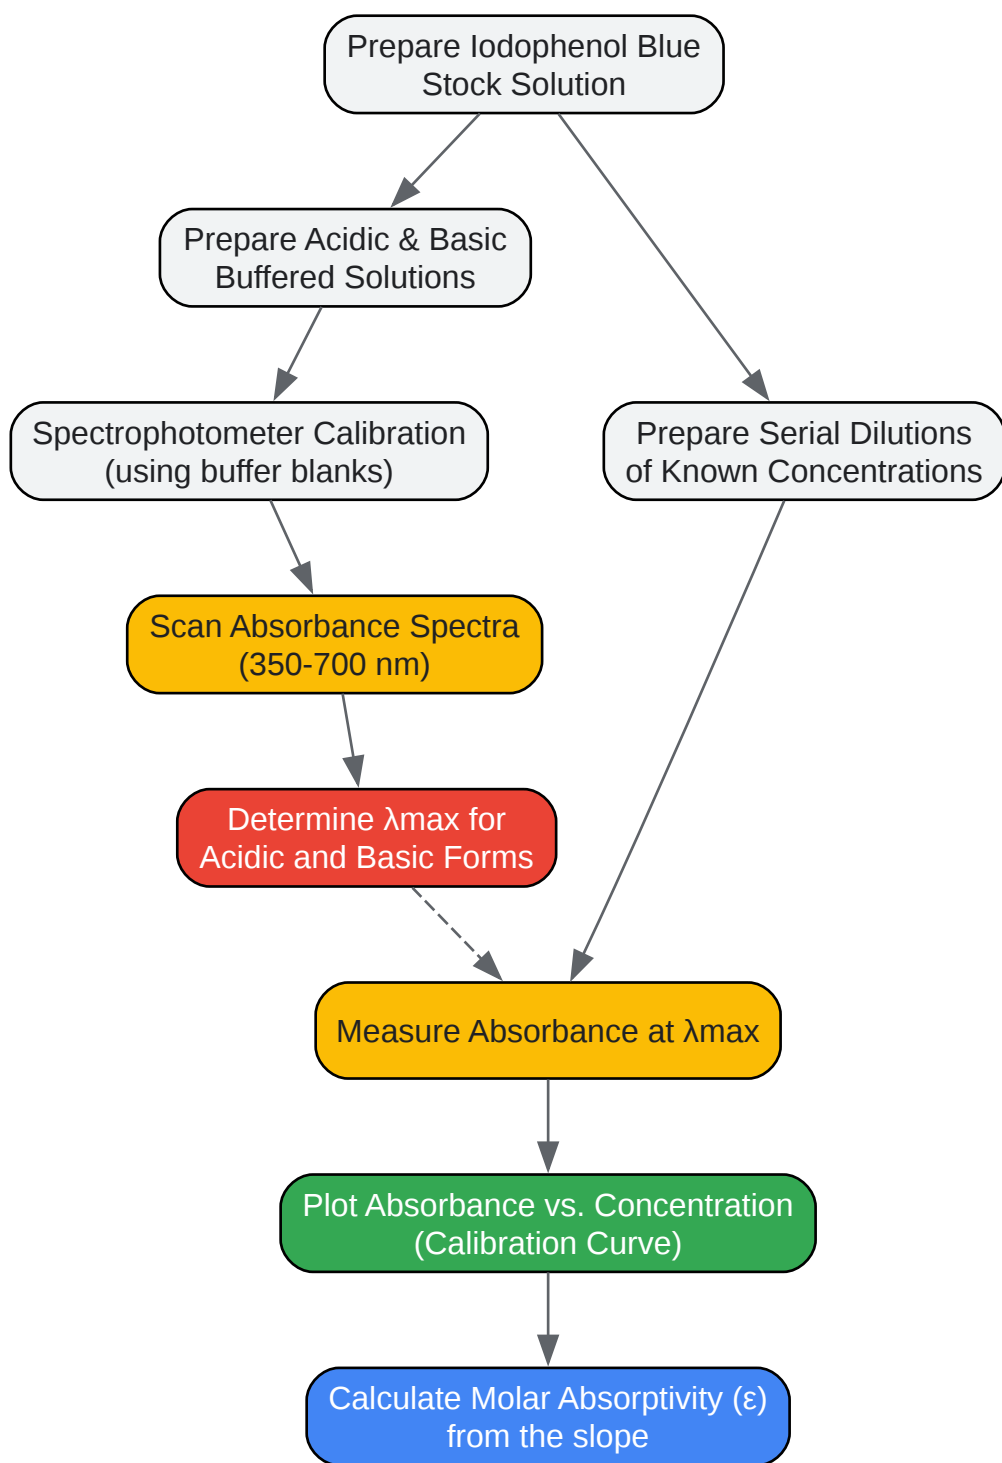 Prepare Iodophenol Blue
Stock Solution
Prepare Acidic & Basic
Buffered Solutions
Spectrophotometer Calibration
(using buffer blanks)
Prepare Serial Dilutions
of Known Concentrations
Scan Absorbance Spectra
(350-700 nm)
Determine λmax for
Acidic and Basic Forms
Measure Absorbance at λmax
Plot Absorbance vs. Concentration
(Calibration Curve)
Calculate Molar Absorptivity (ε)
from the slope